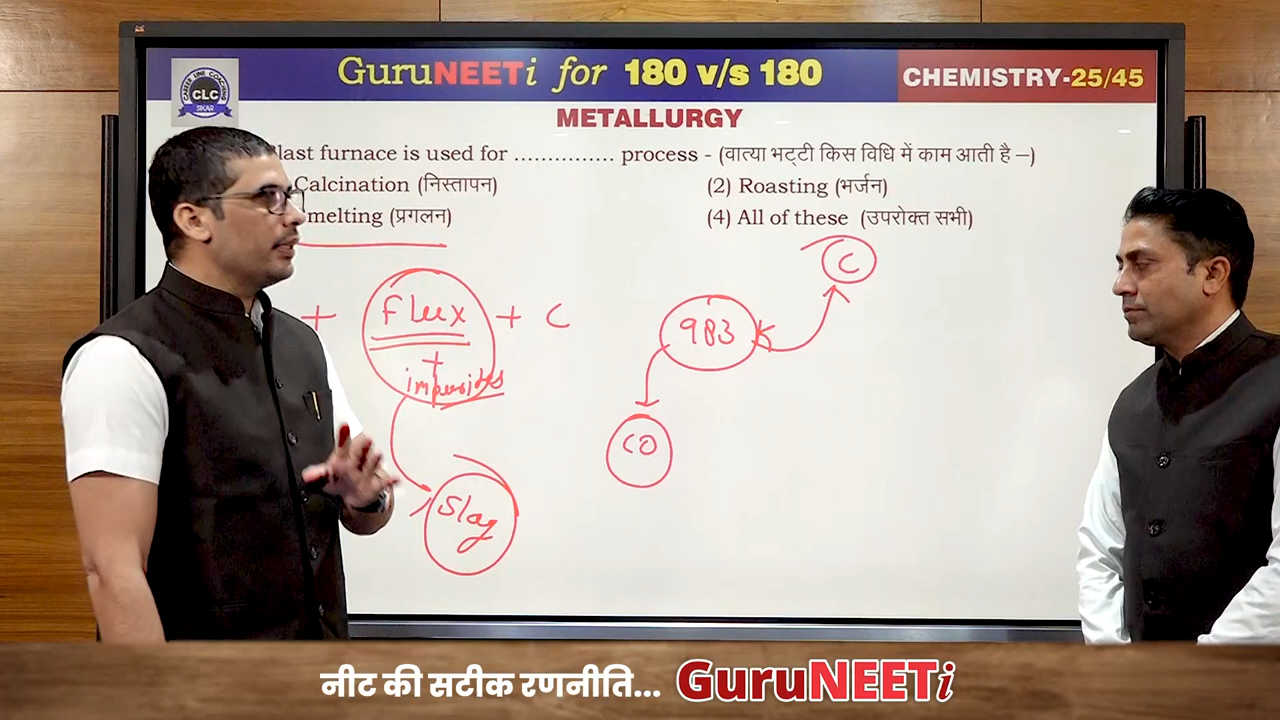 GuruNEETi for 180 v/s 180
CHEMISTRY-25/45
CLC
SIKAR
METALLURGY
last furnace is used for ............... process - (वात्या भट्टी किस विधि में काम आती है –)
Calcination (निस्तापन)
(2) Roasting (भर्जन)
melting (प्रगलन)
(4) All of these (उपरोक्त सभी)
+ flux + C
+
impurities
Slag
983 K
C
CO
नीट की सटीक रणनीति... GuruNEETi